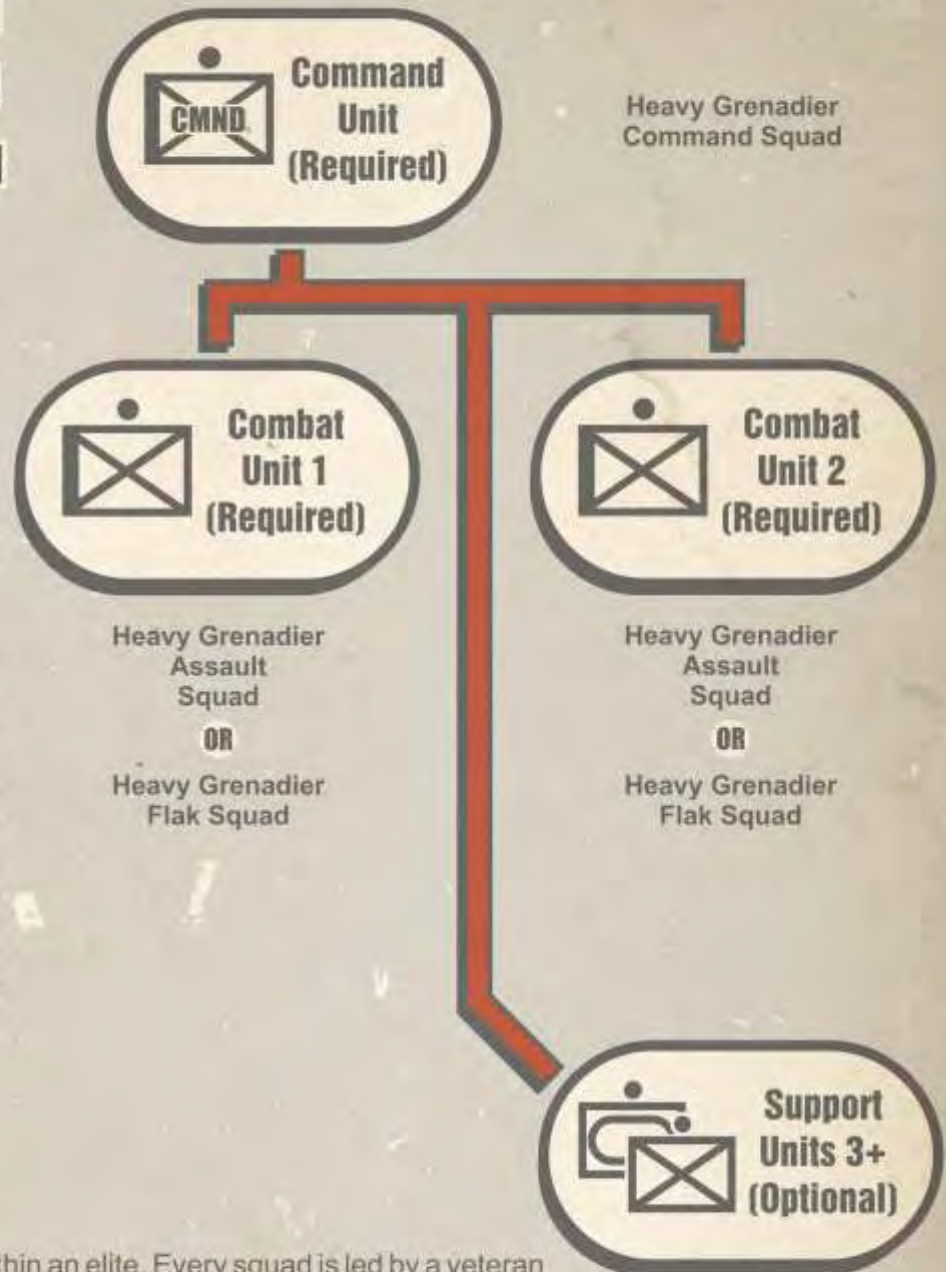 CMND
Command
Unit
(Required)
Heavy Grenadier
Command Squad
Combat
Unit 1
(Required)
Combat
Unit 2
(Required)
Heavy Grenadier
Assault
Squad
OR
Heavy Grenadier
Flak Squad
Heavy Grenadier
Assault
Squad
OR
Heavy Grenadier
Flak Squad
Support
Units 3+
(Optional)
an elite. Every squad is led by a veteran